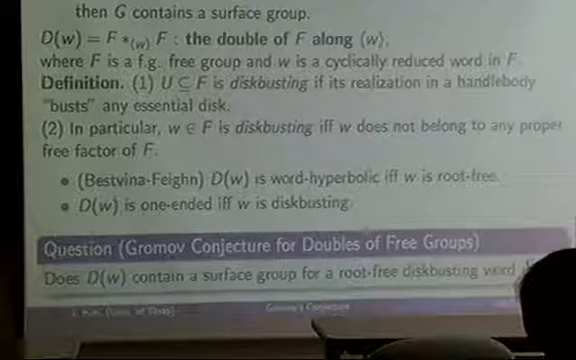 then G contains a surface group.
D(w) = F *⟨w⟩ F : the double of F along ⟨w⟩,
where F is a f.g. free group and w is a cyclically reduced word in F.
Definition. (1) U ⊆ F is diskbusting if its realization in a handlebody
"busts" any essential disk.
(2) In particular, w ∈ F is diskbusting iff w does not belong to any proper
free factor of F.
• (Bestvina-Feighn) D(w) is word-hyperbolic iff w is root-free.
• D(w) is one-ended iff w is diskbusting.
Question (Gromov Conjecture for Doubles of Free Groups)
Does D(w) contain a surface group for a root-free diskbusting word
Gromov's Conjecture